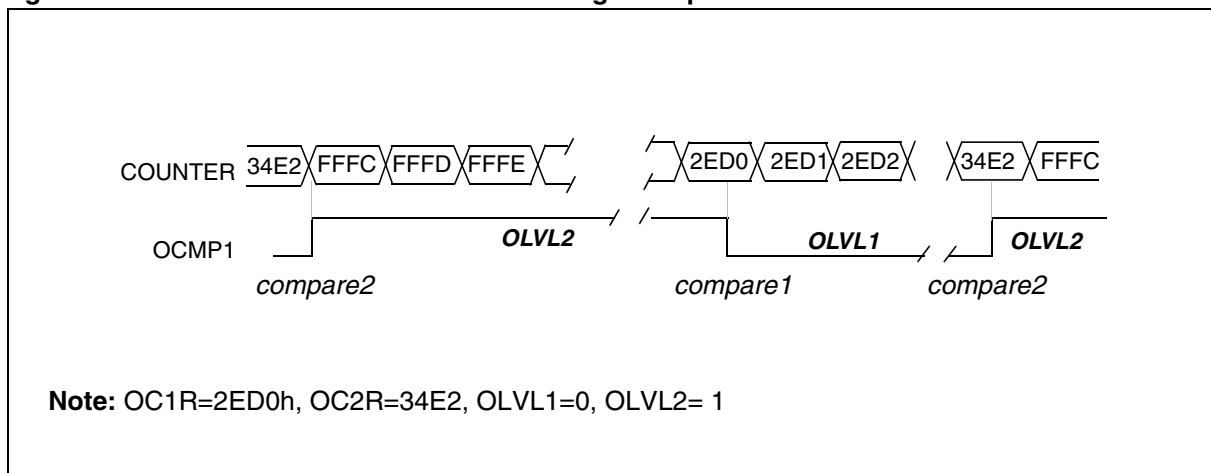 COUNTER 34E2 FFFC FFFD FFFE 2ED0 2ED1 2ED2 34E2 FFFC
OCMP1 OLVL2 OLVL1 OLVL2
compare2 compare1 compare2
Note: OC1R=2ED0h, OC2R=34E2, OLVL1=0, OLVL2= 1